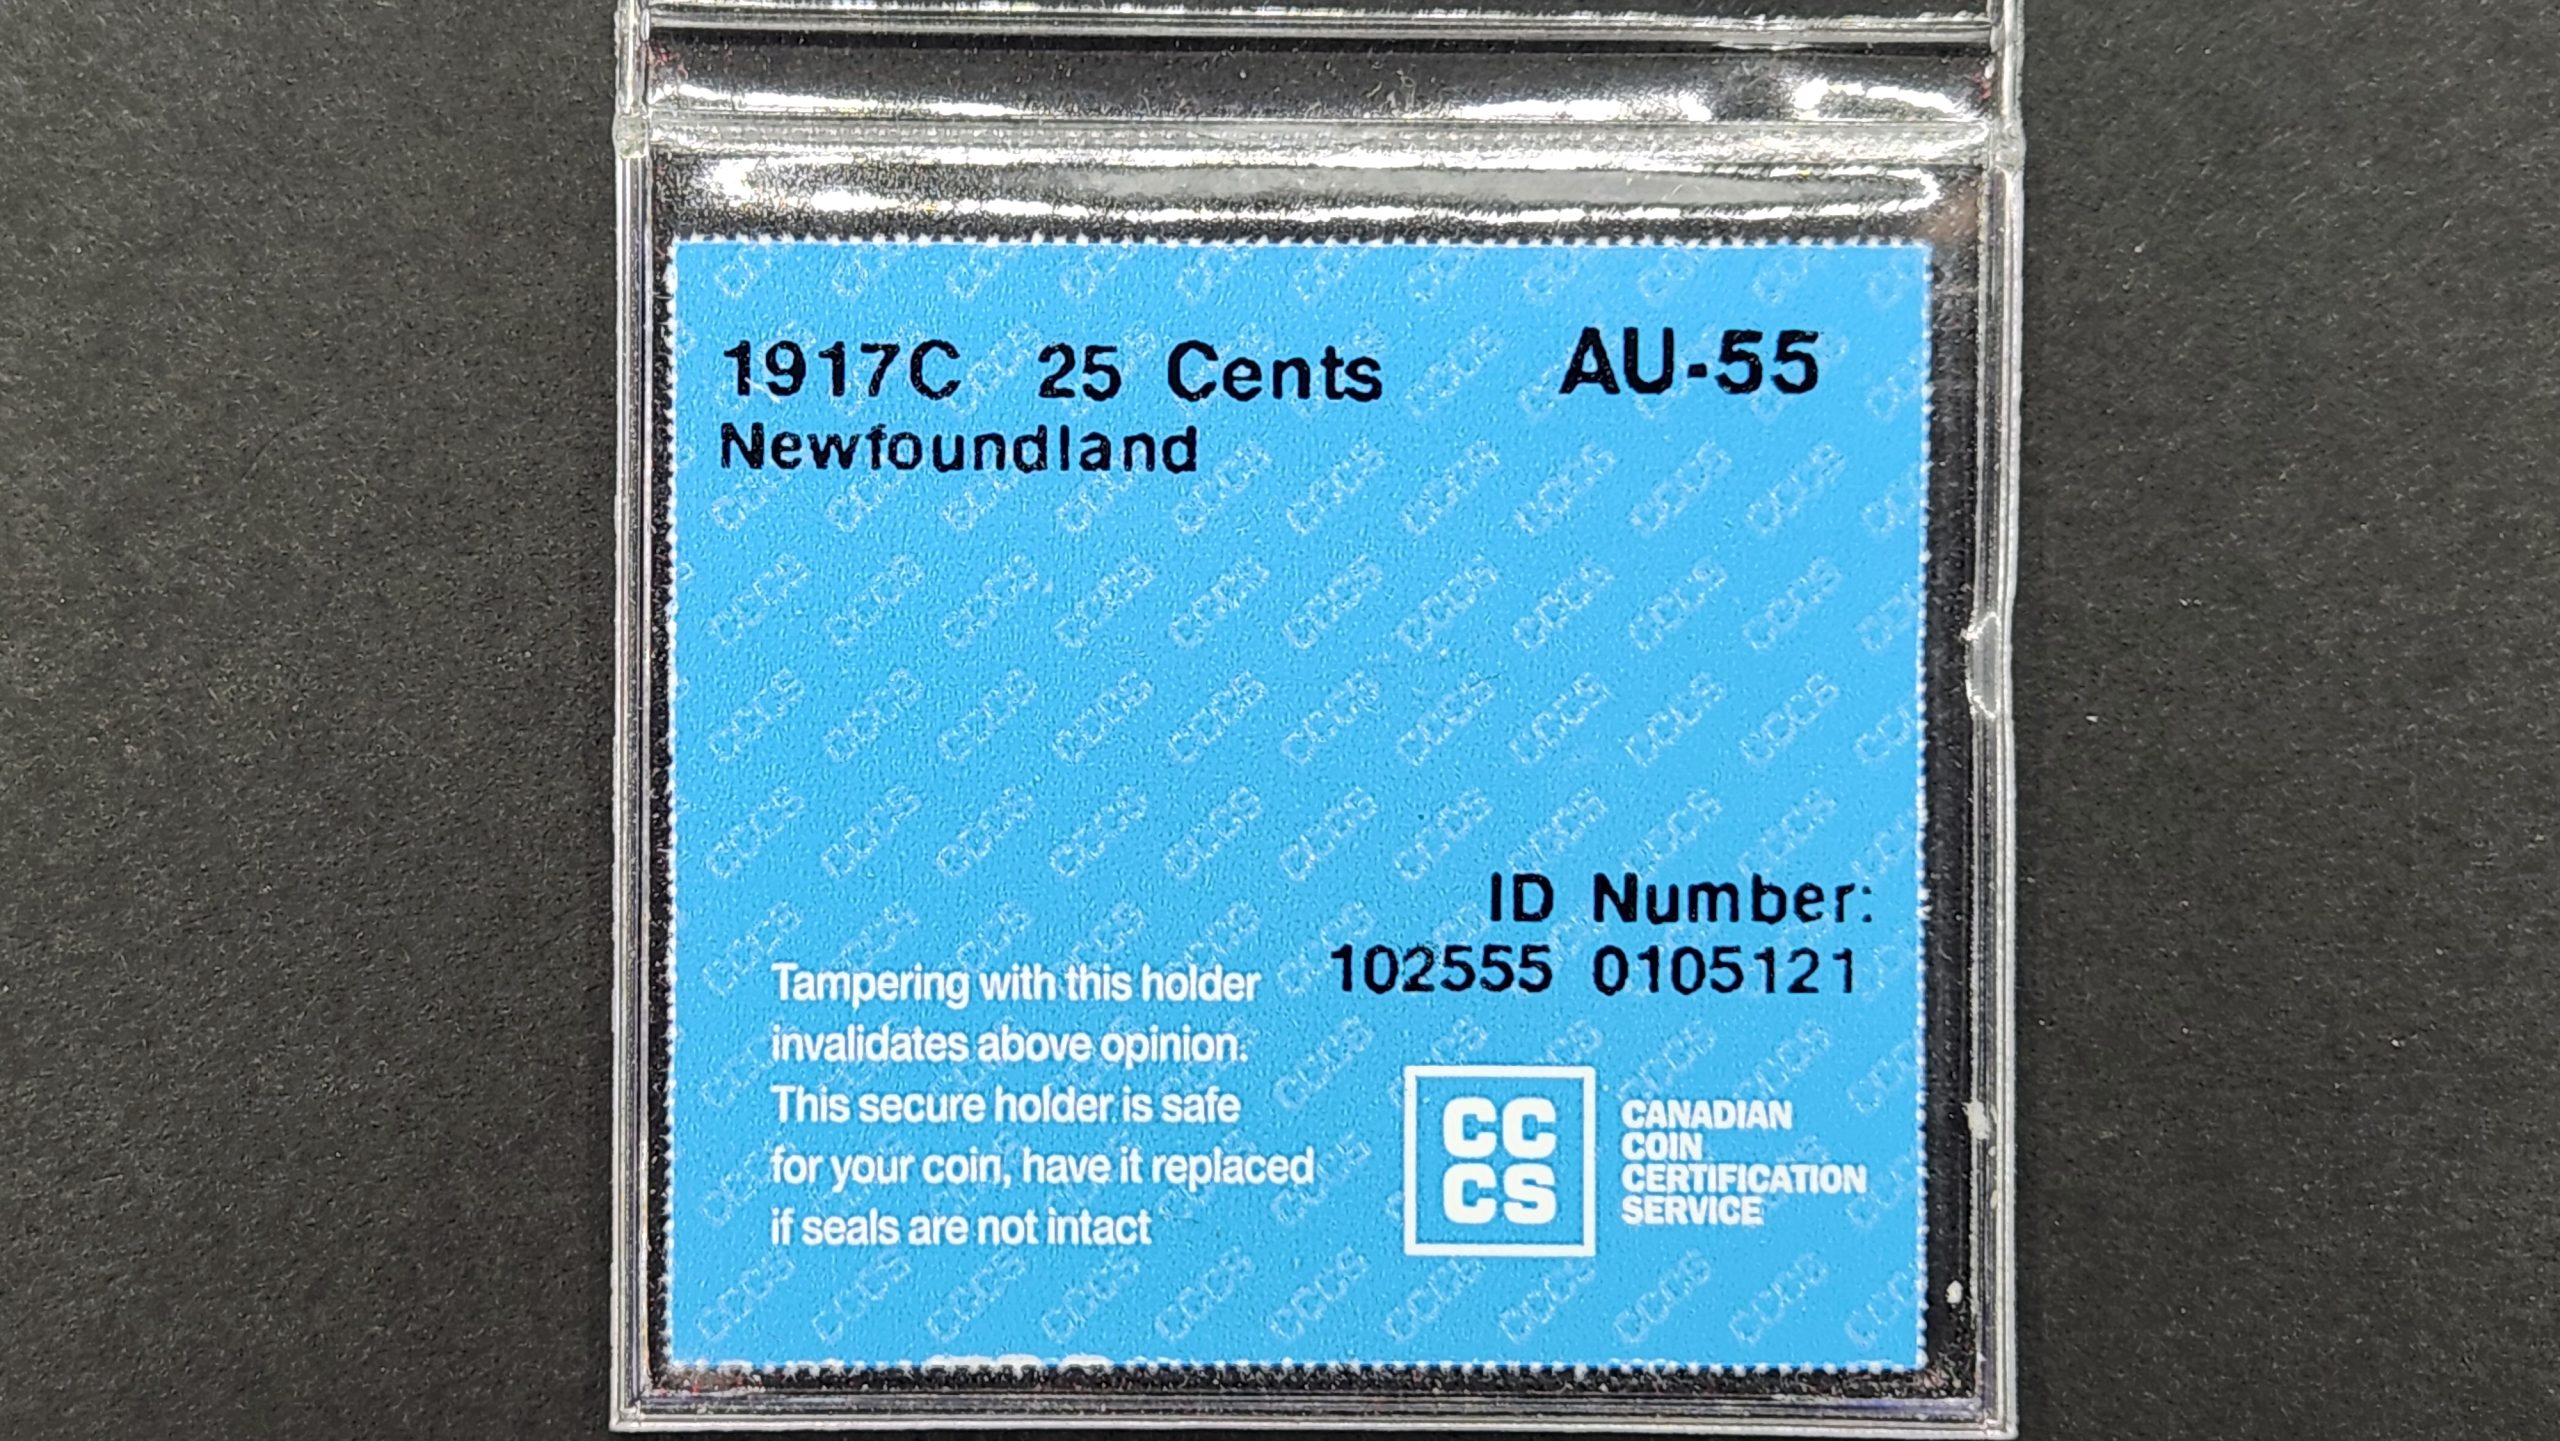 1917C 25 Cents AU-55
Newfoundland
ID Number:
102555 0105121
Tampering with this holder
invalidates above opinion.
This secure holder is safe
for your coin, have it replaced
if seals are not intact
CC
CS
CANADIAN
COIN
CERTIFICATION
SERVICE